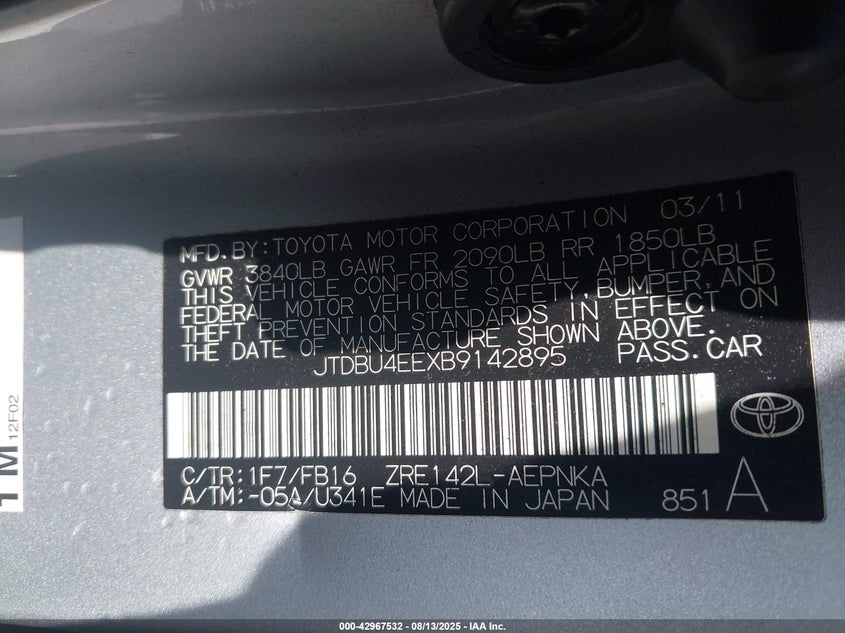 MFD.BY:TOYOTA MOTOR CORPORATION 03/11
GVWR 3840LB GAWR FR 2090LB RR 1850LB
THIS VEHICLE CONFORMS TO ALL APPLICABLE
FEDERAL MOTOR VEHICLE SAFETY,BUMPER,AND
THEFT PREVENTION STANDARDS IN EFFECT ON
THE DATE OF MANUFACTURE SHOWN ABOVE.
JTDBU4EEXB9142895 PASS.CAR
C/TR:1F7/FB16 ZRE142L-AEPNKA
A/TM:-05A/U341E MADE IN JAPAN 851 A
12F02
000-42967532 - 08/13/2025 - IAA Inc.